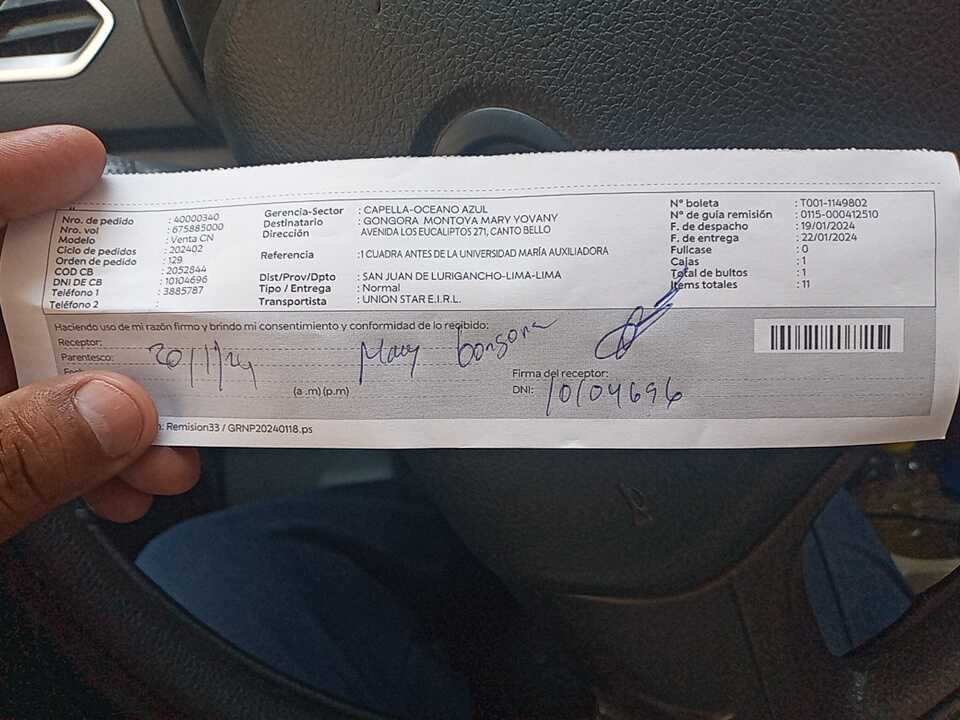 Nro. de pedido : 40000340
Nro. vol : 675885000
Modelo : Venta CN
Ciclo de pedidos : 202402
Orden de pedido : 129
COD CB : 2052844
DNI DE CB : 10104696
Teléfono 1 : 3885787
Teléfono 2 :
Gerencia-Sector : CAPELLA-OCEANO AZUL
Destinatario : GONGORA MONTOYA MARY YOVANY
Dirección AVENIDA LOS EUCALIPTOS 271, CANTO BELLO
Referencia :1 CUADRA ANTES DE LA UNIVERSIDAD MARÍA AUXILIADORA
Dist/Prov/Dpto : SAN JUAN DE LURIGANCHO-LIMA-LIMA
Tipo / Entrega : Normal
Transportista : UNION STAR E.I.R.L.
N° boleta : T001-1149802
N° de guía remisión : 0115-000412510
F. de despacho : 19/01/2024
F. de entrega : 22/01/2024
Fullcase : 0
Cajas : 1
Total de bultos : 1
Items totales : 11
Haciendo uso de mi razón firmo y brindo mi consentimiento y conformidad de lo recibido:
Receptor: Mary Gongora
Parentesco:
20/1/24
(a .m) (p.m)
Firma del receptor:
DNI: 10104696
: Remision33 / GRNP20240118.ps